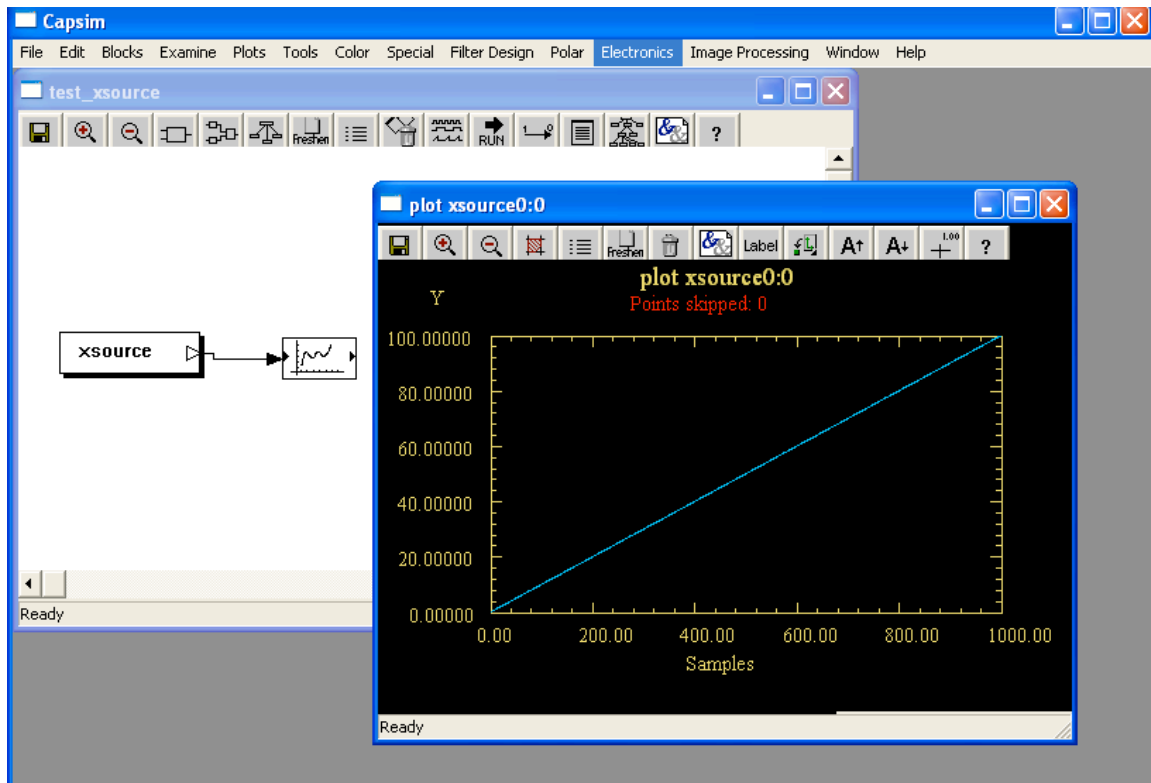 Capsim
File Edit Blocks Examine Plots Tools Color Special Filter Design Polar Electronics Image Processing Window Help
test_xsource
Freshen RUN ?
xsource
Ready
plot xsource0:0
Freshen Label A A 1.00 ?
plot xsource0:0
Y
Points skipped: 0
100.00000
80.00000
60.00000
40.00000
20.00000
0.00000
0.00 200.00 400.00 600.00 800.00 1000.00
Samples
Ready